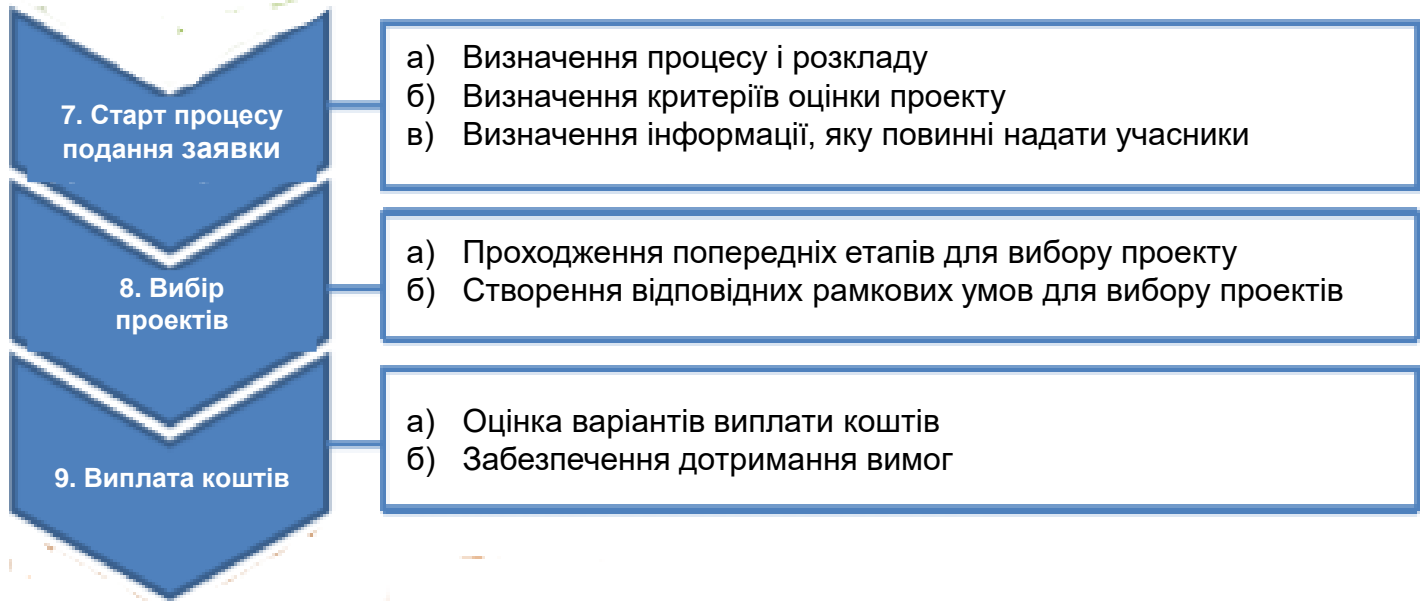 7. Старт процесу
подання заявки
а) Визначення процесу і розкладу
б) Визначення критеріїв оцінки проекту
в) Визначення інформації, яку повинні надати учасники
8. Вибір
проектів
а) Проходження попередніх етапів для вибору проекту
б) Створення відповідних рамкових умов для вибору проектів
9. Виплата коштів
а) Оцінка варіантів виплати коштів
б) Забезпечення дотримання вимог